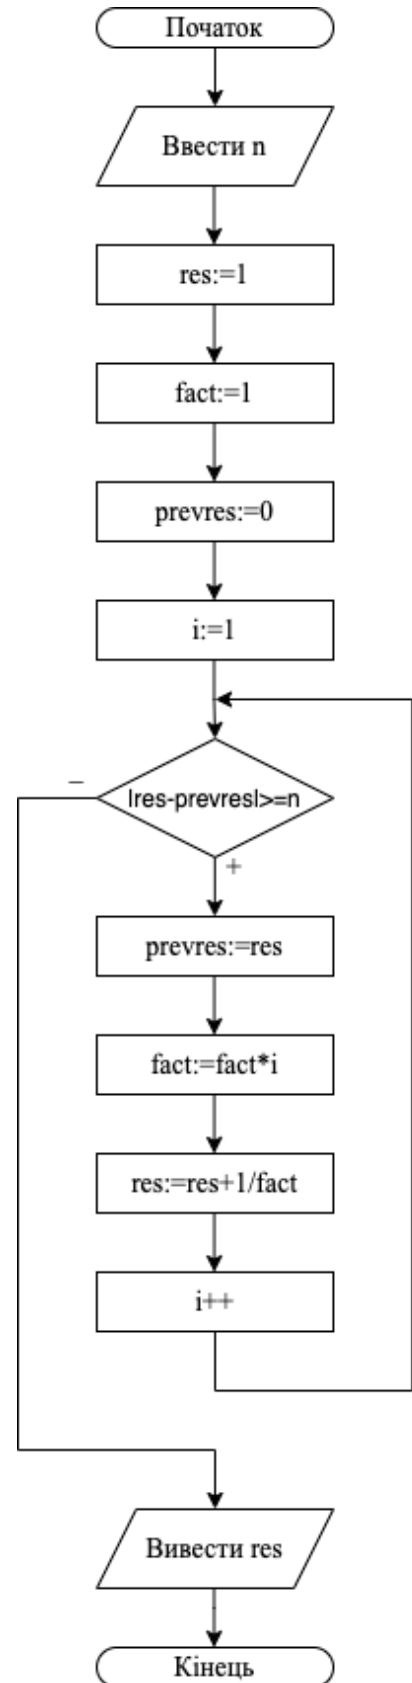 Початок
Ввести n
res:=1
fact:=1
prevres:=0
i:=1
|res-prevres|>=n
–
+
prevres:=res
fact:=fact*i
res:=res+1/fact
i++
Вивести res
Кінець